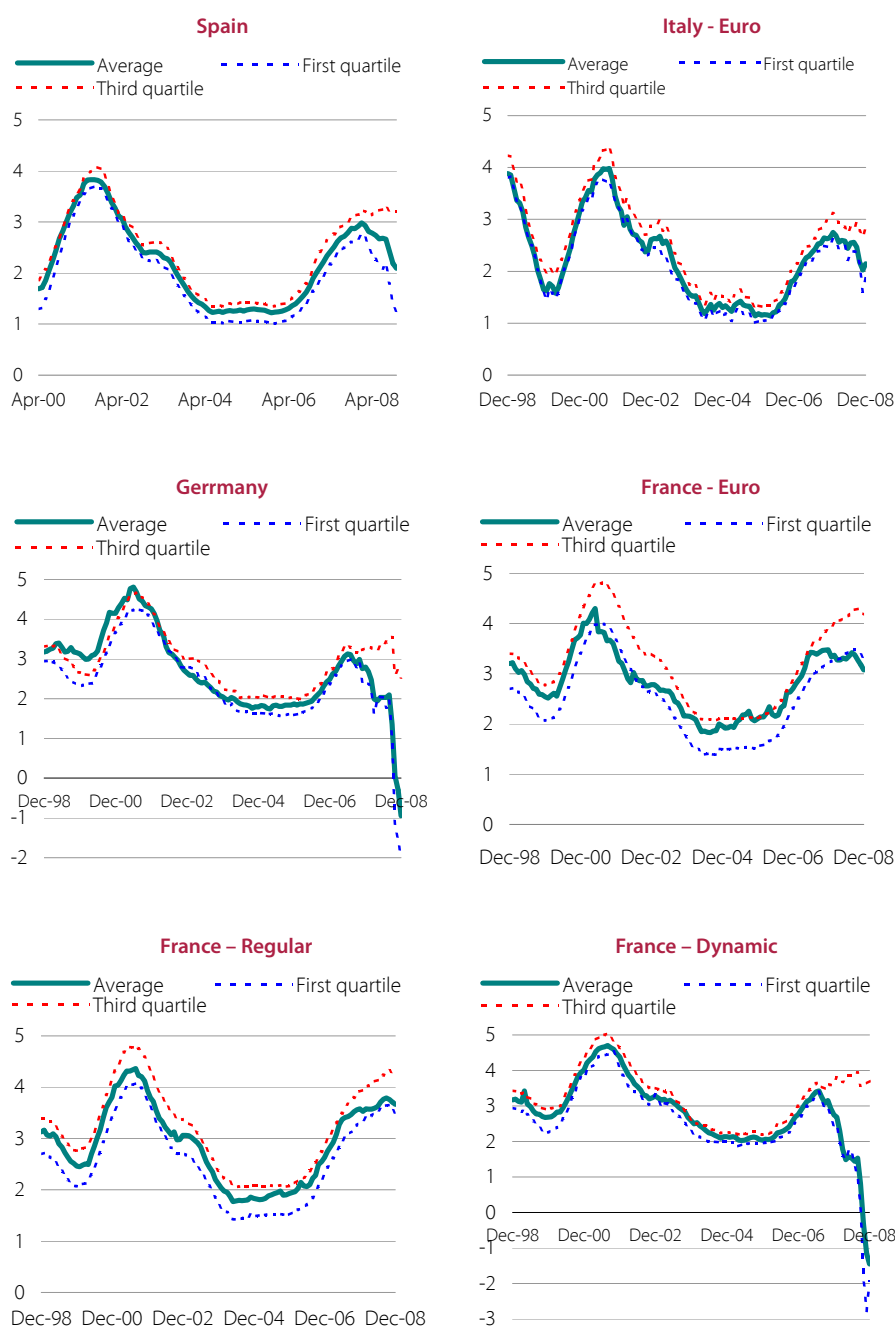 Spain
Average First quartile
Third quartile
5
4
3
2
1
0
Apr-00 Apr-02 Apr-04 Apr-06 Apr-08
Italy - Euro
Average First quartile
Third quartile
5
4
3
2
1
0
Dec-98 Dec-00 Dec-02 Dec-04 Dec-06 Dec-08
Gerrmany
Average First quartile
Third quartile
5
4
3
2
1
0
Dec-98 Dec-00 Dec-02 Dec-04 Dec-06 Dec-08
-1
-2
France - Euro
Average First quartile
Third quartile
5
4
3
2
1
0
Dec-98 Dec-00 Dec-02 Dec-04 Dec-06 Dec-08
France – Regular
Average First quartile
Third quartile
5
4
3
2
1
0
Dec-98 Dec-00 Dec-02 Dec-04 Dec-06 Dec-08
France – Dynamic
Average First quartile
Third quartile
5
4
3
2
1
0
Dec-98 Dec-00 Dec-02 Dec-04 Dec-06 Dec-08
-1
-2
-3